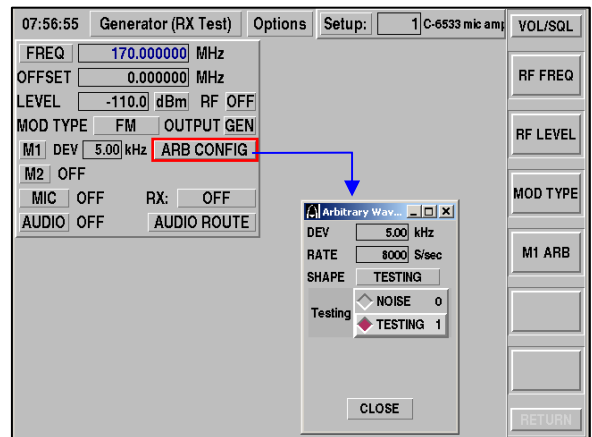 07:56:55 Generator (RX Test) Options Setup: 1 C-6533 mic amp
VOL/SQL
FREQ 170.000000 MHz
OFFSET 0.000000 MHz
RF FREQ
LEVEL -110.0 dBm RF OFF
MOD TYPE FM OUTPUT GEN
RF LEVEL
M1 DEV 5.00 kHz ARB CONFIG
M2 OFF
MIC OFF RX: OFF
MOD TYPE
AUDIO OFF AUDIO ROUTE
Arbitrary Wav...
DEV 5.00 kHz
RATE 8000 S/sec
M1 ARB
SHAPE TESTING
Testing
NOISE 0
TESTING 1
CLOSE
RETURN